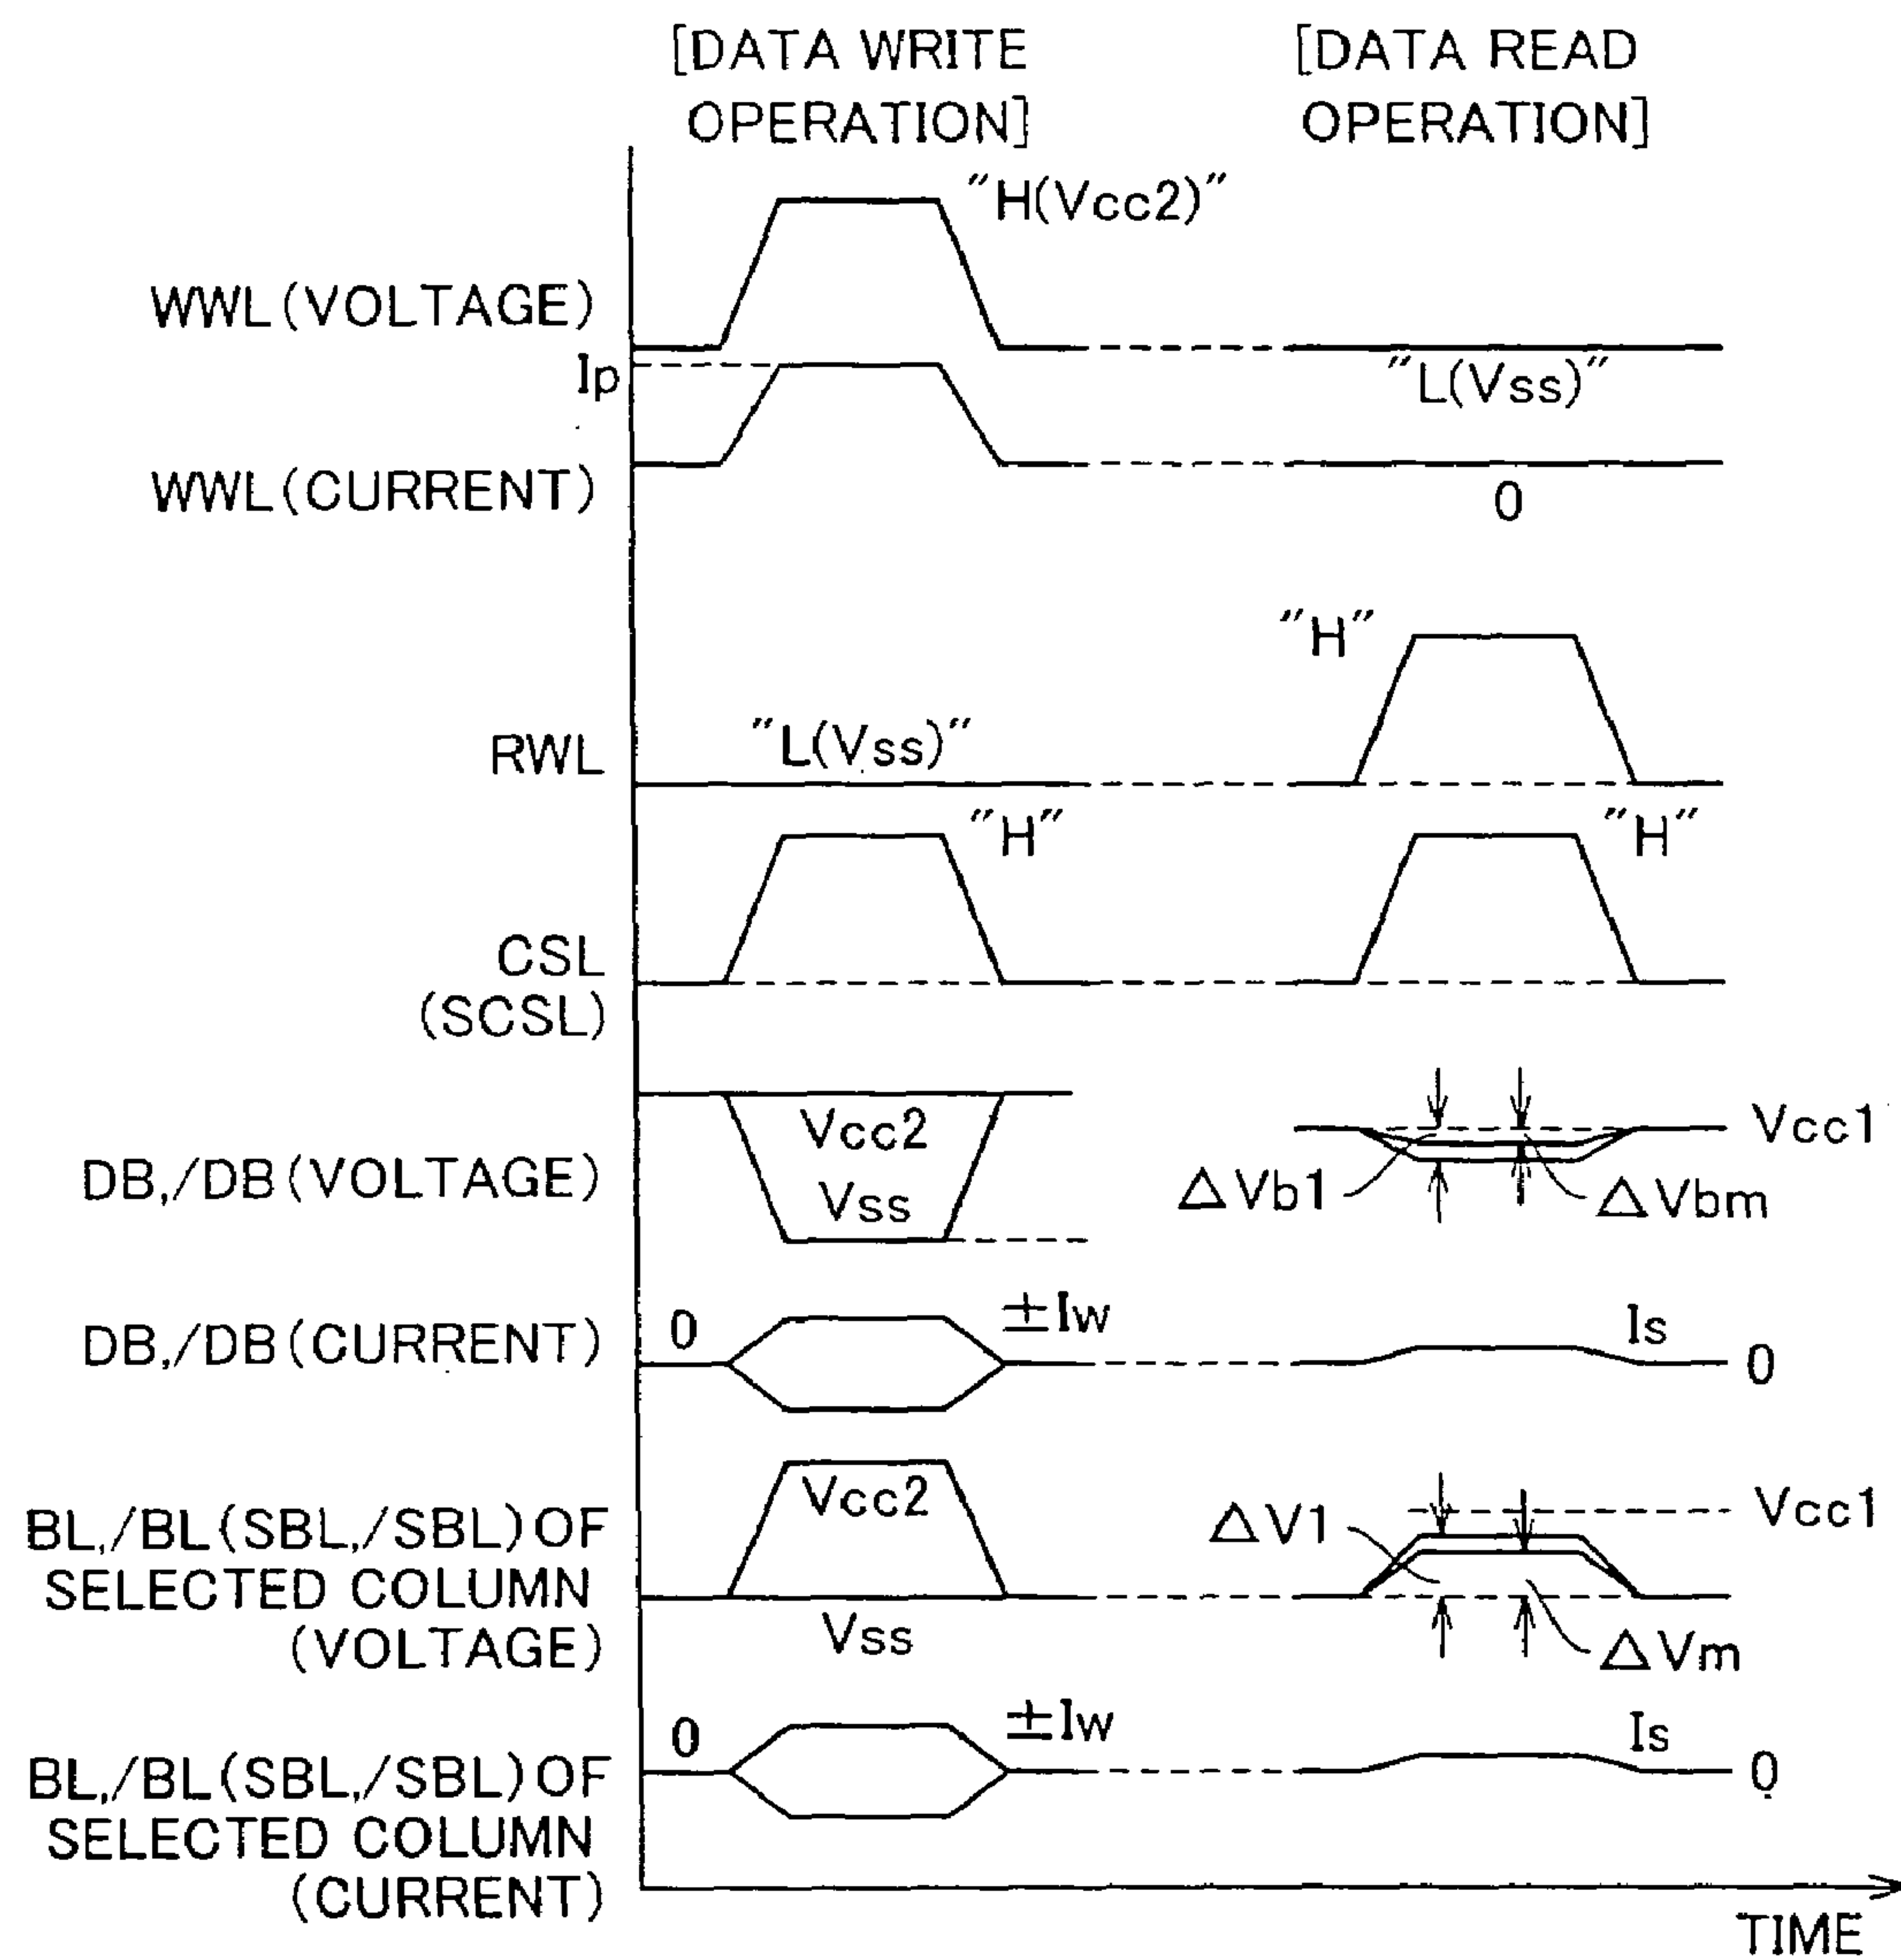 [DATA WRITE
OPERATION]
[DATA READ
OPERATION]
"H(Vcc2)"
WWL(VOLTAGE)
Ip
"L(Vss)"
WWL(CURRENT)
0
"H"
RWL
"L(Vss)"
"H"
"H"
CSL
(SCSL)
Vcc2
Vcc1
DB,/DB(VOLTAGE)
Vss
ΔVb1
ΔVbm
0
±Iw
Is
DB,/DB(CURRENT)
0
Vcc2
Vcc1
ΔV1
BL,/BL(SBL,/SBL)OF
SELECTED COLUMN
(VOLTAGE)
Vss
ΔVm
0
±Iw
Is
0
BL,/BL(SBL,/SBL)OF
SELECTED COLUMN
(CURRENT)
TIME